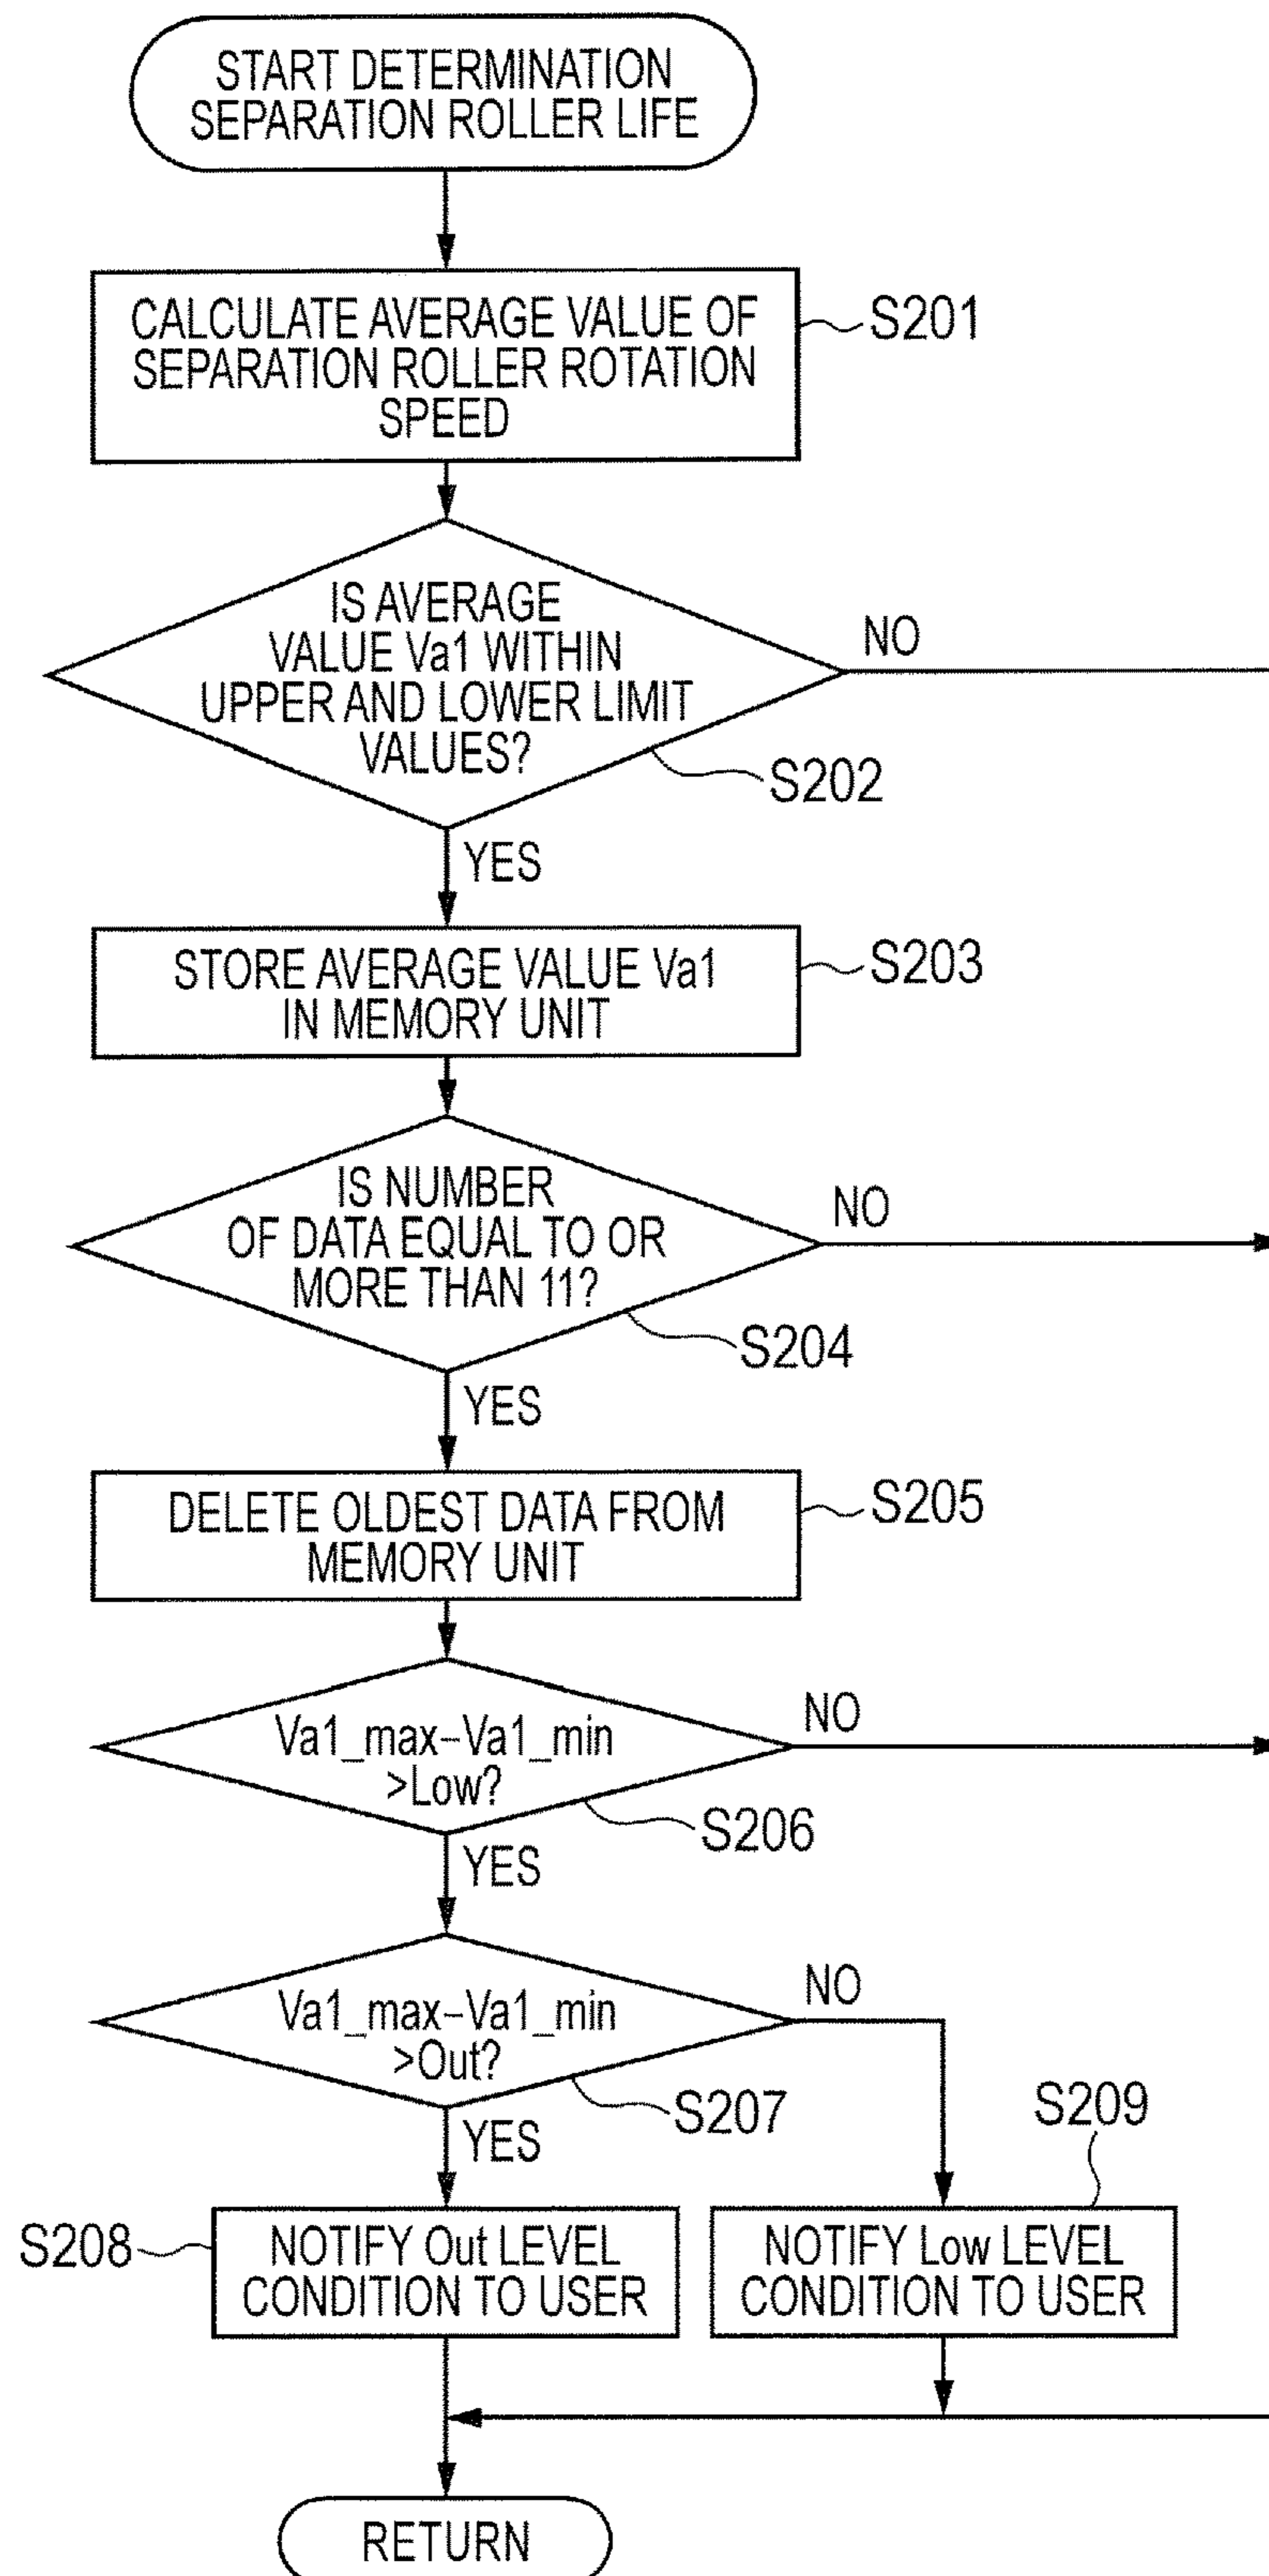 START DETERMINATION
SEPARATION ROLLER LIFE
CALCULATE AVERAGE VALUE OF
SEPARATION ROLLER ROTATION
SPEED
S201
IS AVERAGE
VALUE Va1 WITHIN
UPPER AND LOWER LIMIT
VALUES?
NO
S202
YES
STORE AVERAGE VALUE Va1
IN MEMORY UNIT
S203
IS NUMBER
OF DATA EQUAL TO OR
MORE THAN 11?
NO
S204
YES
DELETE OLDEST DATA FROM
MEMORY UNIT
S205
Va1_max–Va1_min
>Low?
NO
S206
YES
Va1_max–Va1_min
>Out?
NO
S207
YES
S209
S208
NOTIFY Out LEVEL
CONDITION TO USER
NOTIFY Low LEVEL
CONDITION TO USER
RETURN